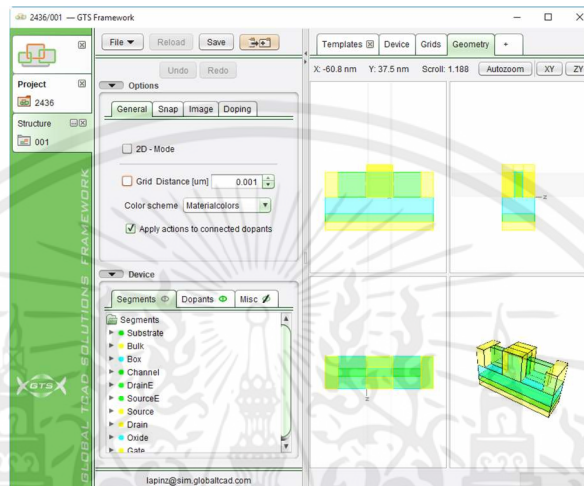 2436/001 — GTS Framework
File Reload Save
Undo Redo
Options
General Snap Image Doping
2D - Mode
Grid Distance [um] 0.001
Color scheme Materialcolors
Apply actions to connected dopants
Device
Segments Dopants Misc
Segments
Substrate
Bulk
Box
Channel
DrainE
SourceE
Source
Drain
Oxide
Gate
lapinz@sim.globaltcad.com
Project
2436
Structure
001
GTS
GLOBAL TCAD SOLUTIONS FRAMEWORK
Templates Device Grids Geometry +
X: -60.8 nm Y: 37.5 nm Scroll: 1.188 Autozoom XY ZY
z
z